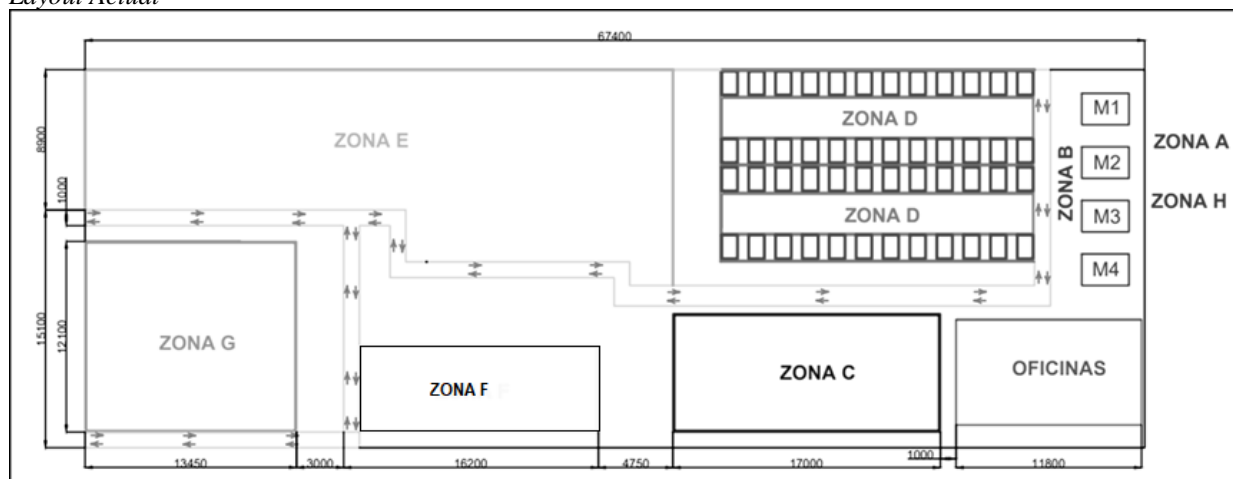 Layout Actual
67400
ZONA E
ZONA D
ZONA D
ZONA B
M1
M2
M3
M4
ZONA A
ZONA H
8900
1000
15100
12100
ZONA G
ZONA F
ZONA C
OFICINAS
13450
3000
16200
4750
17000
1000
11800